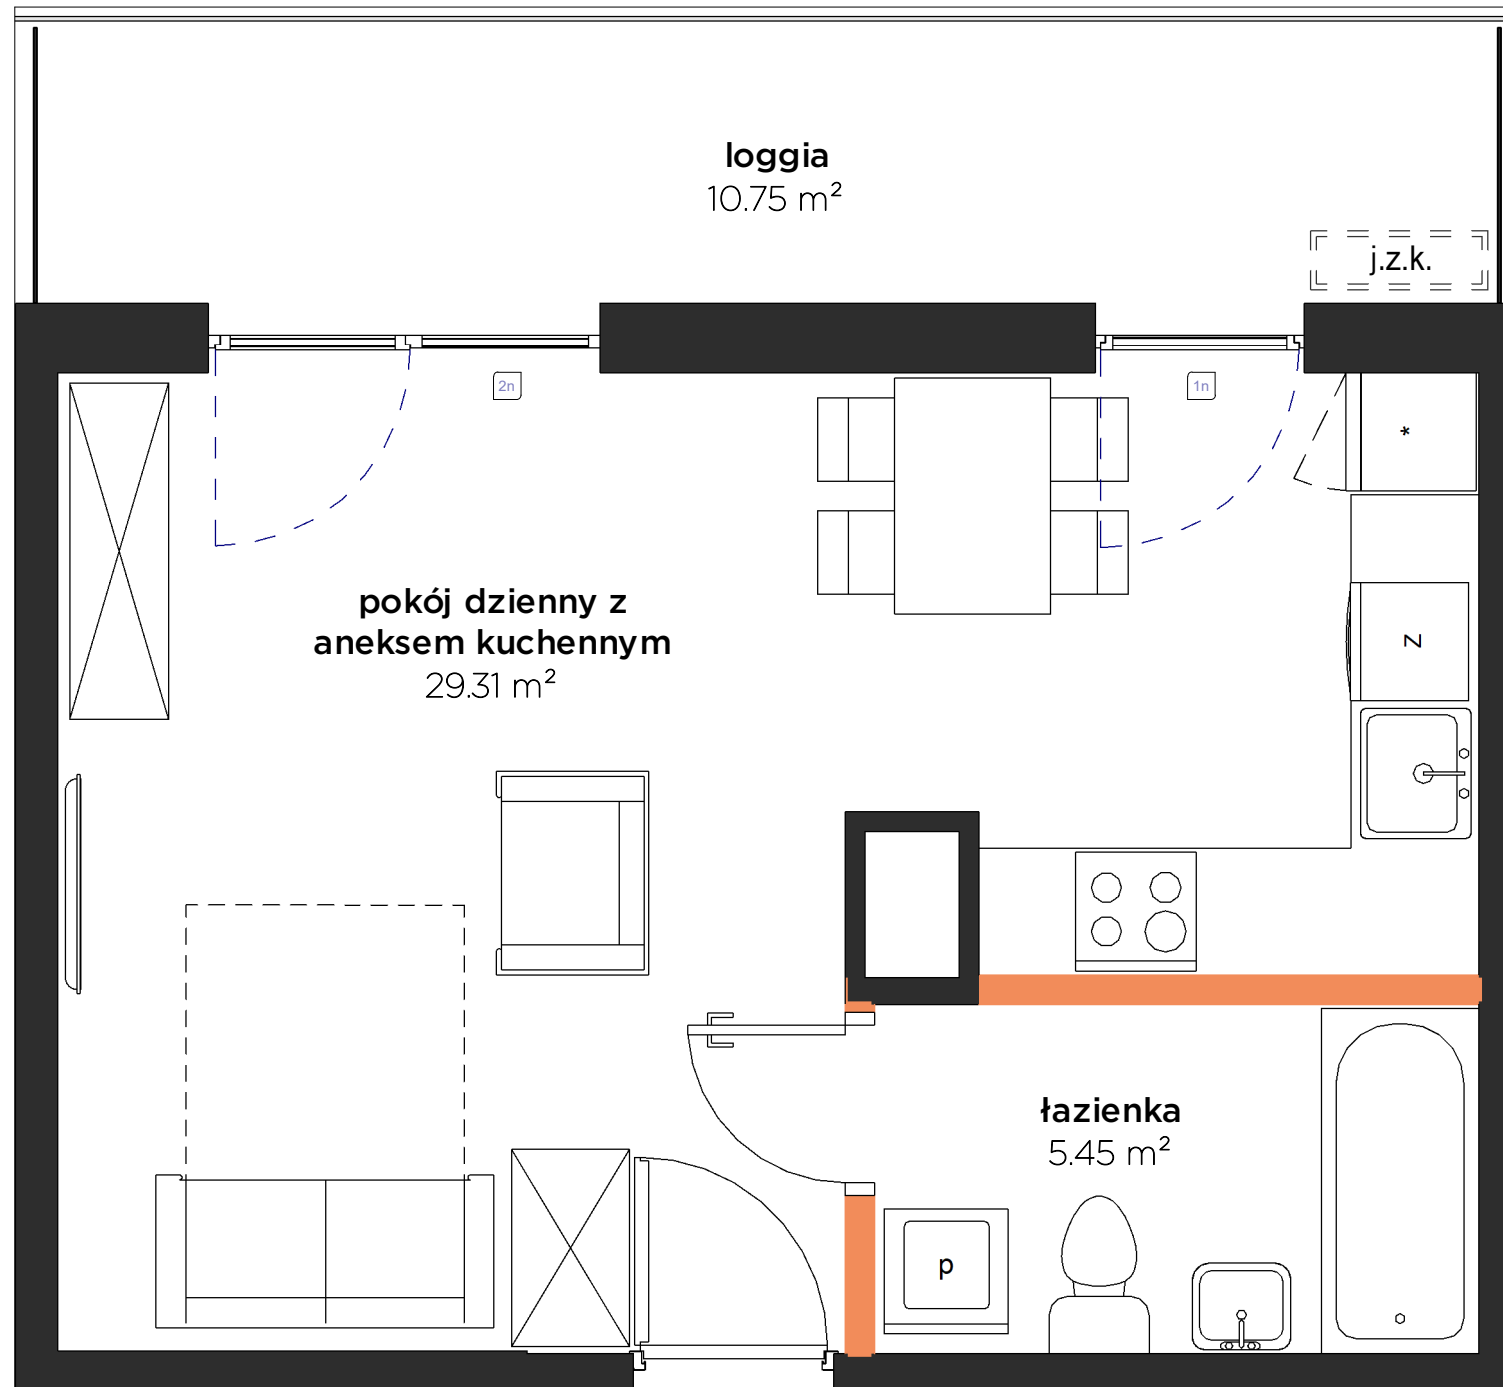 loggia
10.75 m²
j.z.k.
2n
1n
*
pokój dzienny z
aneksem kuchennym
29.31 m²
Z
łazienka
5.45 m²
p